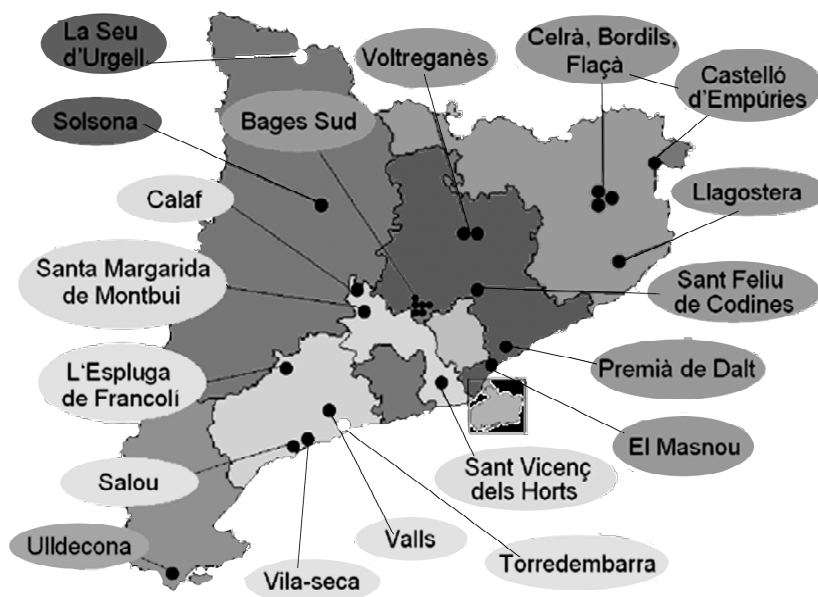 La Seu
d'Urgell
Voltreganès
Celrà, Bordils,
Flaçà
Castelló
d'Empúries
Solsona
Bages Sud
Calaf
Llagostera
Santa Margarida
de Montbui
Sant Feliu
de Codines
L'Espluga
de Francolí
Premià de Dalt
El Masnou
Salou
Sant Vicenç
dels Horts
Ulldecona
Valls
Torredembarra
Vila-seca